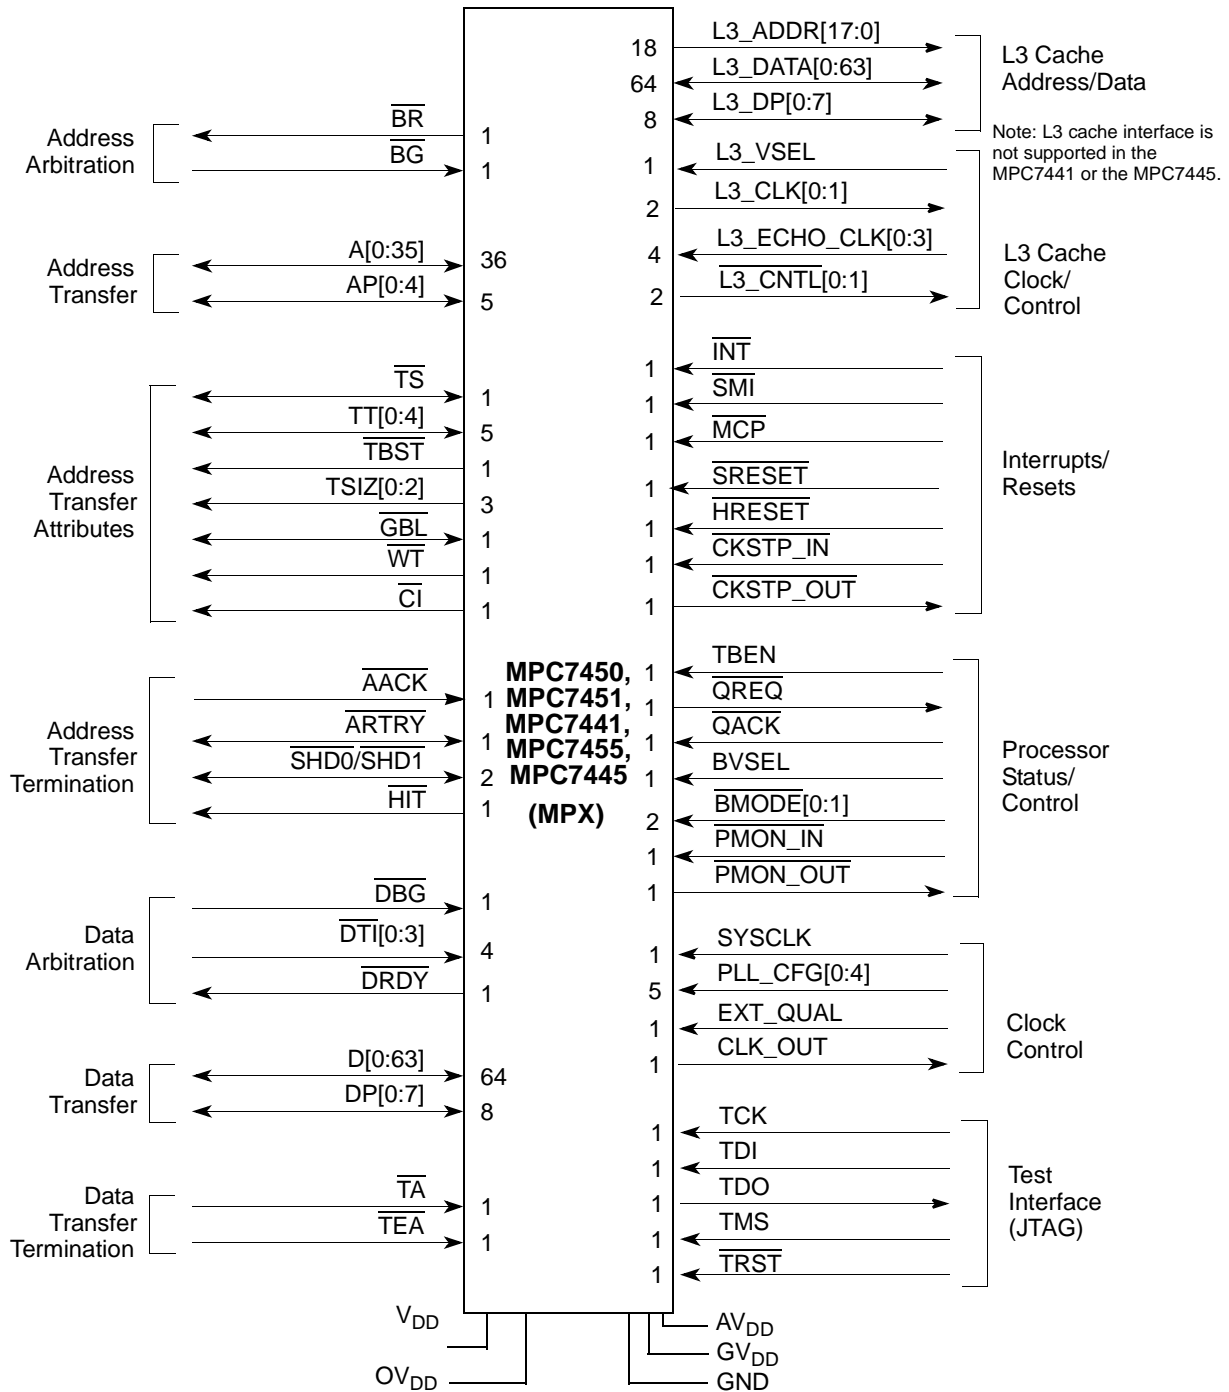 Address
Arbitration
BR
1
BG
1
Address
Transfer
A[0:35]
36
AP[0:4]
5
Address
Transfer
Attributes
TS
1
TT[0:4]
5
TBST
1
TSIZ[0:2]
3
GBL
1
WT
1
CI
1
Address
Transfer
Termination
AACK
1
ARTRY
1
SHD0/SHD1
2
HIT
1
Data
Arbitration
DBG
1
DTI[0:3]
4
DRDY
1
Data
Transfer
D[0:63]
64
DP[0:7]
8
Data
Transfer
Termination
TA
1
TEA
1
MPC7450,
MPC7451,
MPC7441,
MPC7455,
MPC7445
(MPX)
18
L3_ADDR[17:0]
64
L3_DATA[0:63]
8
L3_DP[0:7]
L3 Cache
Address/Data
Note: L3 cache interface is
not supported in the
MPC7441 or the MPC7445.
1
L3_VSEL
2
L3_CLK[0:1]
4
L3_ECHO_CLK[0:3]
2
L3_CNTL[0:1]
L3 Cache
Clock/
Control
1
INT
1
SMI
1
MCP
1
SRESET
1
HRESET
1
CKSTP_IN
1
CKSTP_OUT
Interrupts/
Resets
1
TBEN
1
QREQ
1
QACK
1
BVSEL
2
BMODE[0:1]
1
PMON_IN
1
PMON_OUT
Processor
Status/
Control
1
SYSCLK
5
PLL_CFG[0:4]
1
EXT_QUAL
1
CLK_OUT
Clock
Control
1
TCK
1
TDI
1
TDO
1
TMS
1
TRST
Test
Interface
(JTAG)
VDD
OVDD
AVDD
GVDD
GND